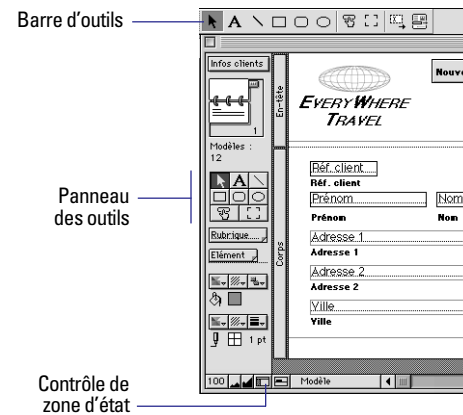 Barre d'outils
A
Infos clients
1
Modèles :
12
A
Rubrique
Elément
1 pt
100
Modèle
En-tête
Corps
EVERYWHERE
TRAVEL
Nouve
Réf. client
Réf. client
Prénom
Nom
Prénom
Nom
Adresse 1
Adresse 1
Adresse 2
Adresse 2
Ville
Ville
Panneau
des outils
Contrôle de
zone d'état